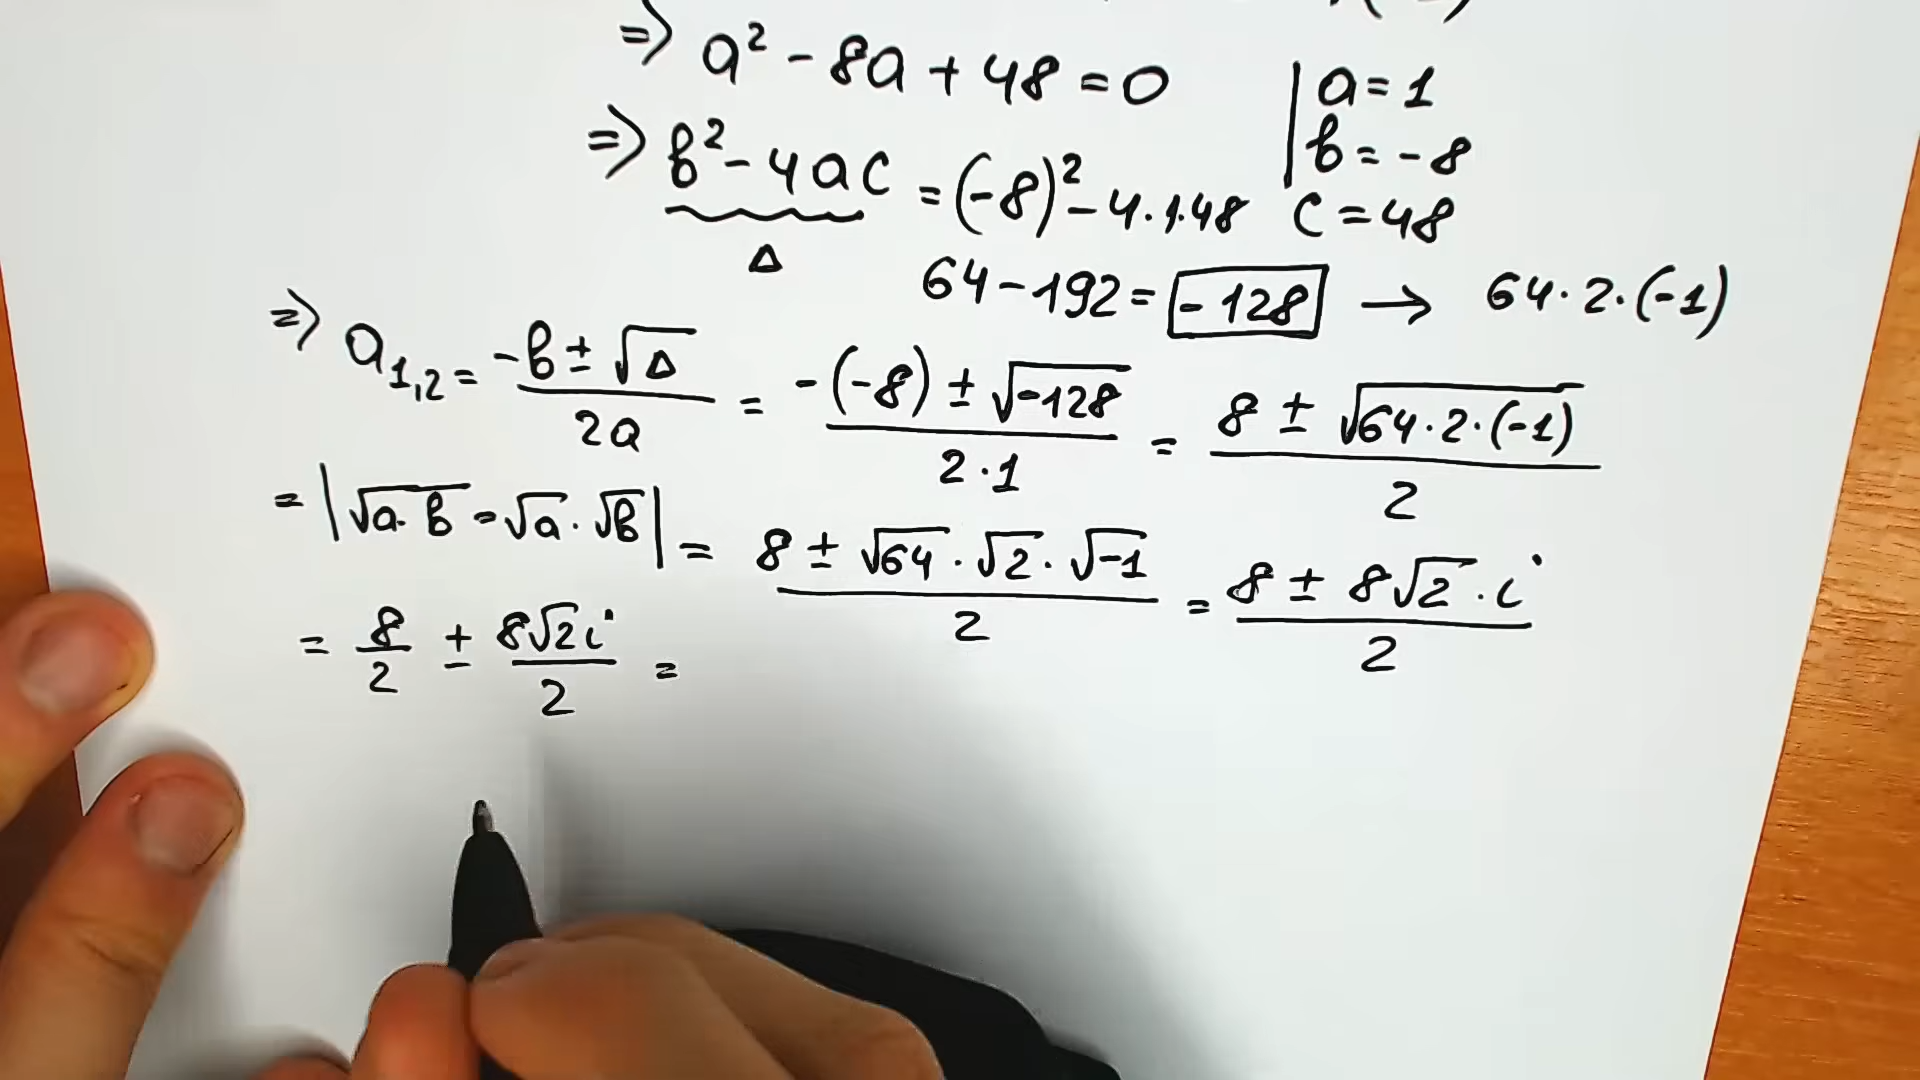 => a² - 8a + 48 = 0 | a = 1
=> b² - 4ac = (-8)² - 4·1·48 | b = -8
Δ c = 48
64 - 192 = -128 → 64·2·(-1)
=> a₁,₂ = (-b ± √Δ)/(2a) = (-(-8) ± √-128)/(2·1) = (8 ± √(64·2·(-1)))/2
= |√(a·b) = √a · √b| = (8 ± √64 · √2 · √-1)/2 = (8 ± 8√2 · i)/2
= 8/2 ± (8√2i)/2 =